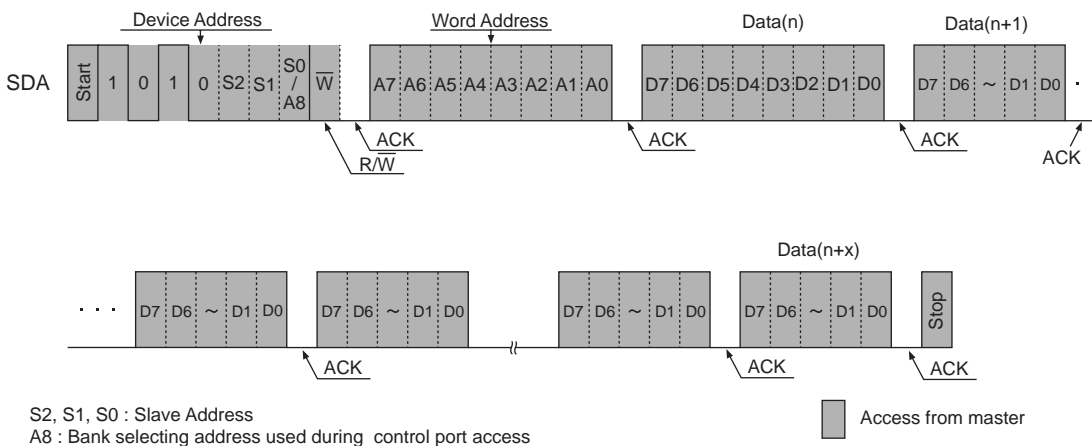 Device Address
Word Address
Data(n)
Data(n+1)
SDA
Start 1 0 1 0 S2 S1 S0 / A8 W̅
A7 A6 A5 A4 A3 A2 A1 A0
D7 D6 D5 D4 D3 D2 D1 D0
D7 D6 ~ D1 D0 ·
ACK
R/W̅
ACK
ACK
ACK
Data(n+x)
· · · D7 D6 ~ D1 D0
D7 D6 ~ D1 D0
D7 D6 ~ D1 D0
D7 D6 ~ D1 D0
Stop
ACK
ACK
ACK
S2, S1, S0 : Slave Address
A8 : Bank selecting address used during control port access
Access from master